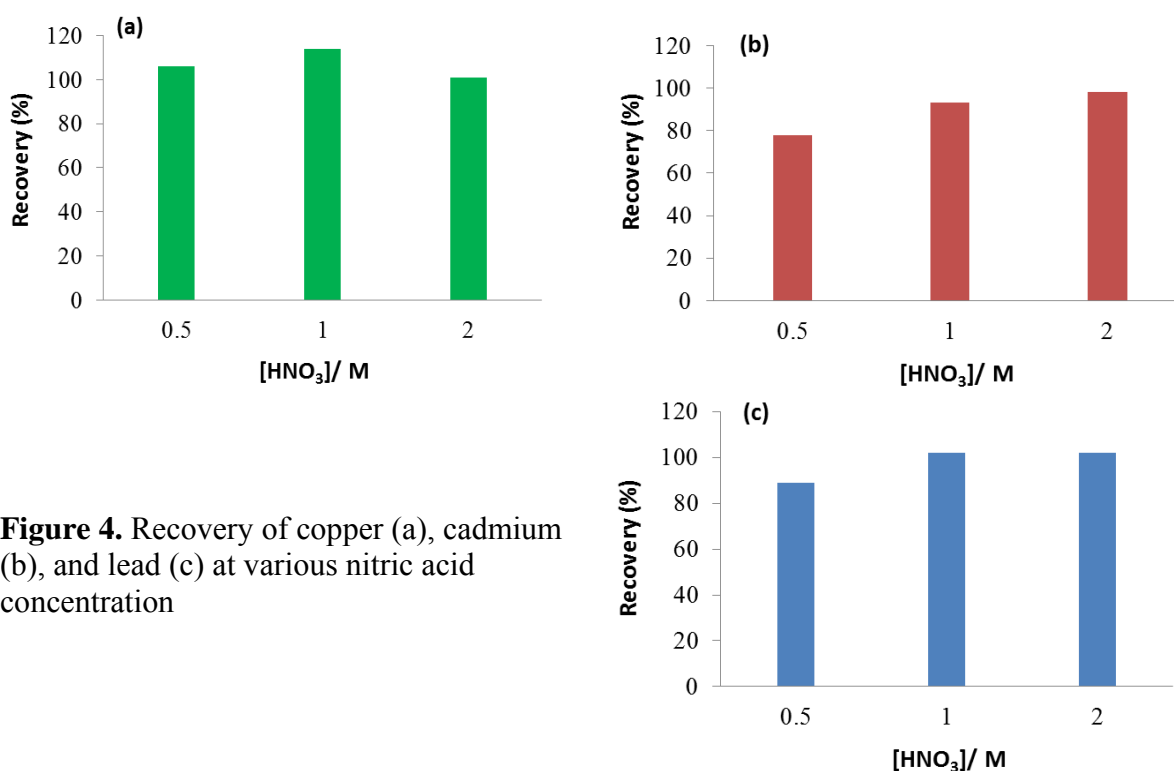 (a)
Recovery (%)
120
100
80
60
40
20
0
0.5 1 2
[HNO₃]/ M
(b)
Recovery (%)
120
100
80
60
40
20
0
0.5 1 2
[HNO₃]/ M
Figure 4. Recovery of copper (a), cadmium
(b), and lead (c) at various nitric acid
concentration
(c)
Recovery (%)
120
100
80
60
40
20
0
0.5 1 2
[HNO₃]/ M